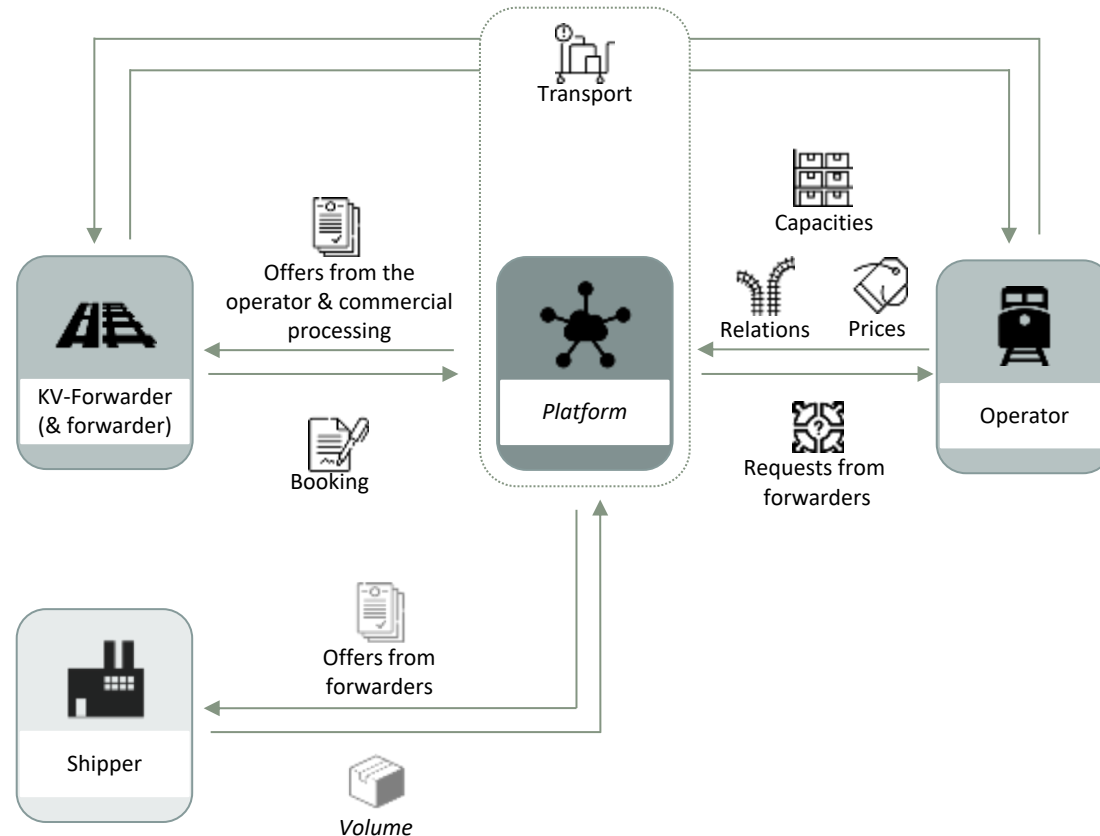 Transport
Capacities
Offers from the
operator & commercial
processing
Relations
Prices
KV-Forwarder
(& forwarder)
Platform
Operator
Booking
Requests from
forwarders
Offers from
forwarders
Shipper
Volume